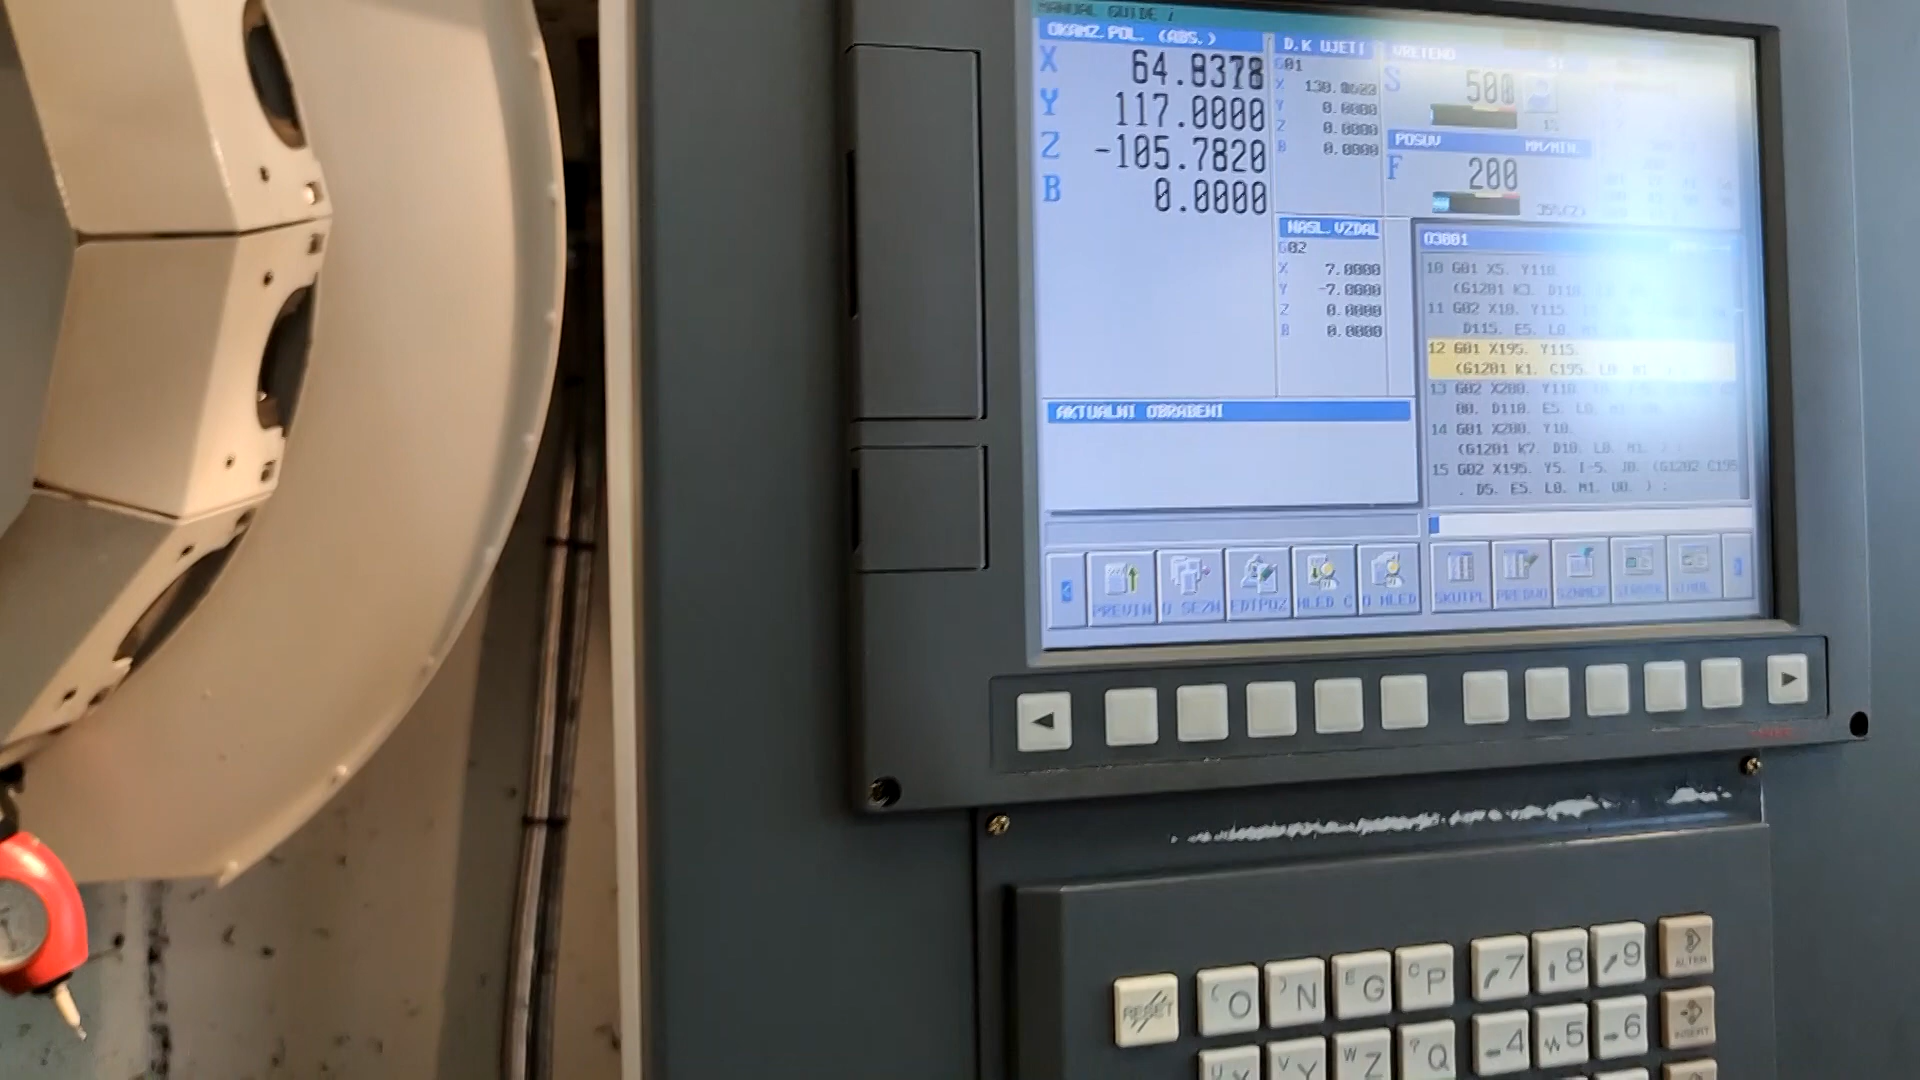 MANUAL GUIDE i
OKAMZ.POL. (ABS.)
X 64.8378
Y 117.0000
Z -105.7820
B 0.0000
D.K UJETI
G01
X
Y 0.0000
Z 0.0000
B 0.0000
NASL.VZDAL
G02
X 7.0000
Y -7.0000
Z 0.0000
B 0.0000
VRETENO S1
S 500
1%
POSUV MM/MIN.
F 200
35%(Z)
O3001
10 G01 X5. Y110.
(G1201 K3. D110.
11 G02 X10. Y115.
D115. E5. L0.
12 G01 X195. Y115.
(G1201 K1. C195. L0. M1.
13 G02 X200. Y110.
00. D110. E5. L0.
14 G01 X200. Y10.
(G1201 K7. D10. L0. M1. ) ;
15 G02 X195. Y5. I-5. J0. (G1202 C195
. D5. E5. L0. M1. U0. ) ;
AKTUALNI OBRABENI
PREVIN
O SEZN
EDTPOZ
HLED C
O HLED
SKUTPL
RESET
( O
) N
E G
C P
7
8
9
ALTER
U X
V Y
W Z
? Q
4
5
6
INSERT